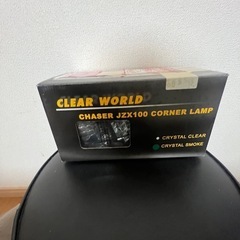 CLEAR WORLD
CHASER JZX100 CORNER LAMP
CRYSTAL CLEAR
CRYSTAL SMOKE